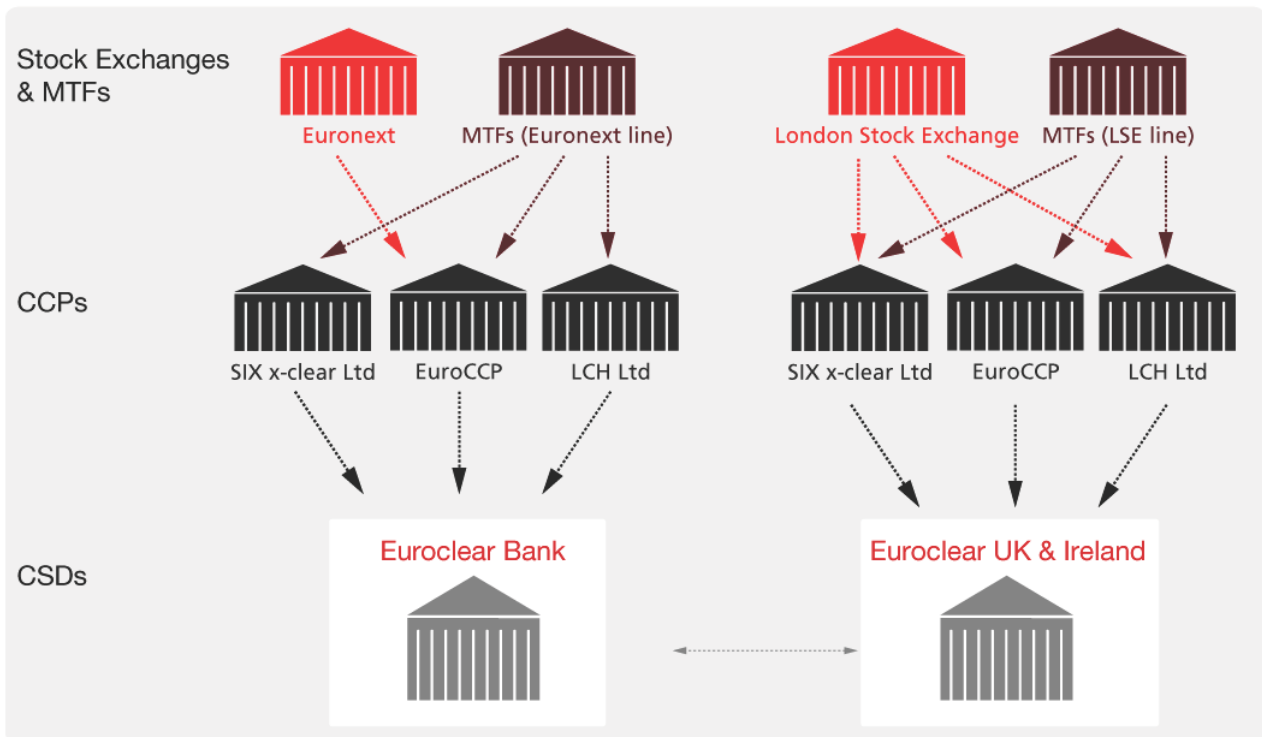 Stock Exchanges
& MTFs
Euronext
MTFs (Euronext line)
London Stock Exchange
MTFs (LSE line)
CCPs
SIX x-clear Ltd
EuroCCP
LCH Ltd
SIX x-clear Ltd
EuroCCP
LCH Ltd
CSDs
Euroclear Bank
Euroclear UK & Ireland